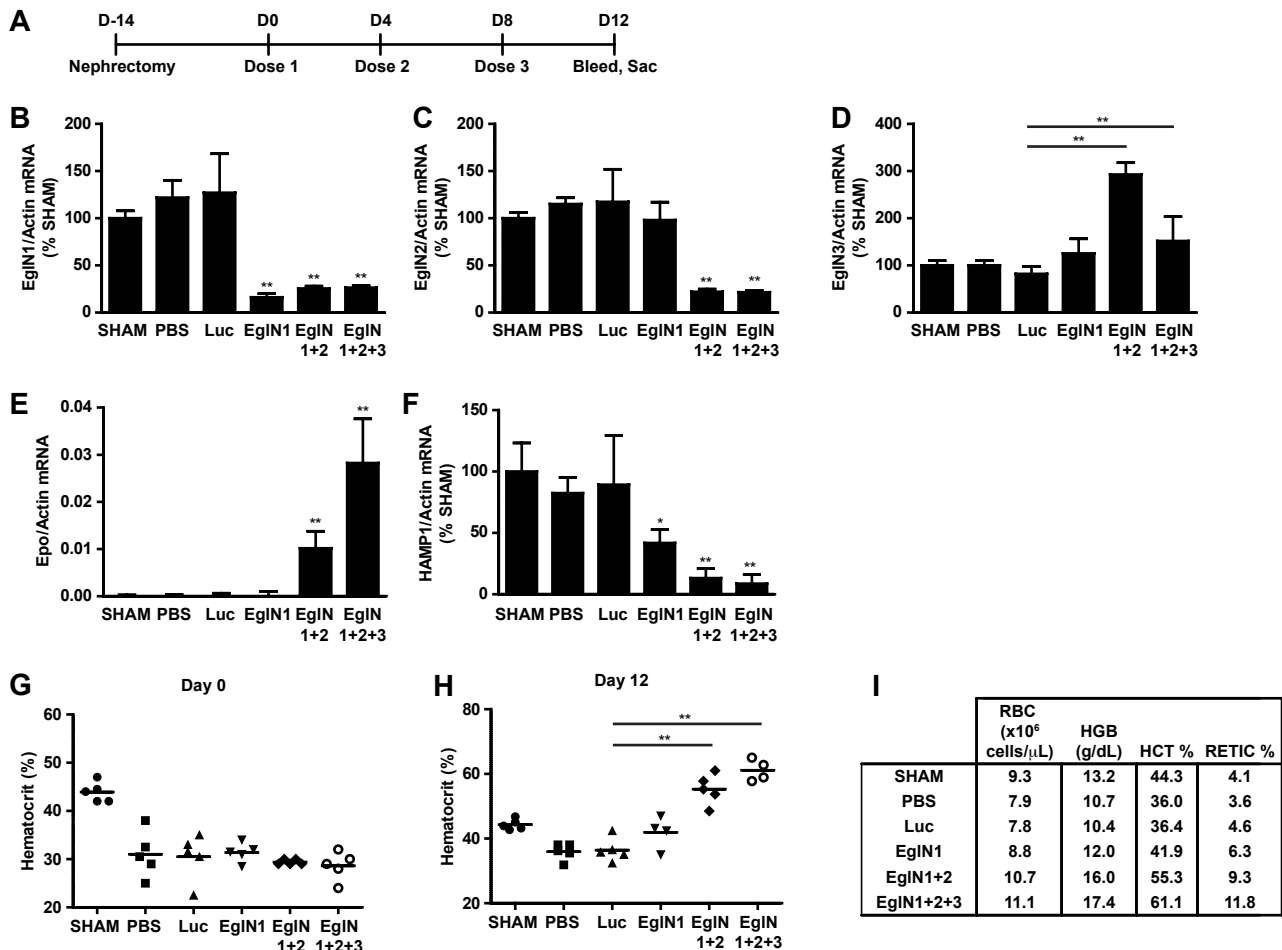 A
D-14 D0 D4 D8 D12
Nephrectomy Dose 1 Dose 2 Dose 3 Bleed, Sac
B
EglN1/Actin mRNA
(% SHAM)
200
150
100
50
0
** ** **
SHAM PBS Luc EglN1 EglN EglN
1+2 1+2+3
C
EglN2/Actin mRNA
(% SHAM)
200
150
100
50
0
** **
SHAM PBS Luc EglN1 EglN EglN
1+2 1+2+3
D
EglN3/Actin mRNA
(% SHAM)
400
300
200
100
0
**
**
SHAM PBS Luc EglN1 EglN EglN
1+2 1+2+3
E
Epo/Actin mRNA
0.04
0.03
0.02
0.01
0.00
** **
SHAM PBS Luc EglN1 EglN EglN
1+2 1+2+3
F
HAMP1/Actin mRNA
(% SHAM)
150
100
50
0
* ** **
SHAM PBS Luc EglN1 EglN EglN
1+2 1+2+3
G
Day 0
Hematocrit (%)
60
50
40
30
20
SHAM PBS Luc EglN1 EglN EglN
1+2 1+2+3
H
Day 12
Hematocrit (%)
80
60
40
20
**
**
SHAM PBS Luc EglN1 EglN EglN
1+2 1+2+3
I
RBC
(x10⁶ HGB
cells/μL) (g/dL) HCT % RETIC %
SHAM 9.3 13.2 44.3 4.1
PBS 7.9 10.7 36.0 3.6
Luc 7.8 10.4 36.4 4.6
EglN1 8.8 12.0 41.9 6.3
EglN1+2 10.7 16.0 55.3 9.3
EglN1+2+3 11.1 17.4 61.1 11.8